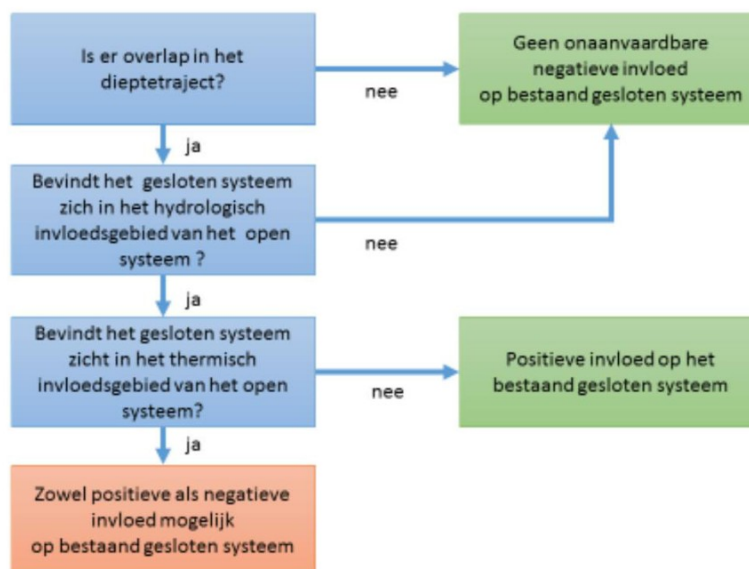 Is er overlap in het
dieptetraject?
nee
Geen onaanvaardbare
negatieve invloed
op bestaand gesloten systeem
ja
Bevindt het gesloten systeem
zich in het hydrologisch
invloedsgebied van het open
systeem ?
nee
ja
Bevindt het gesloten systeem
zicht in het thermisch
invloedsgebied van het open
systeem?
nee
Positieve invloed op het
bestaand gesloten systeem
ja
Zowel positieve als negatieve
invloed mogelijk
op bestaand gesloten systeem